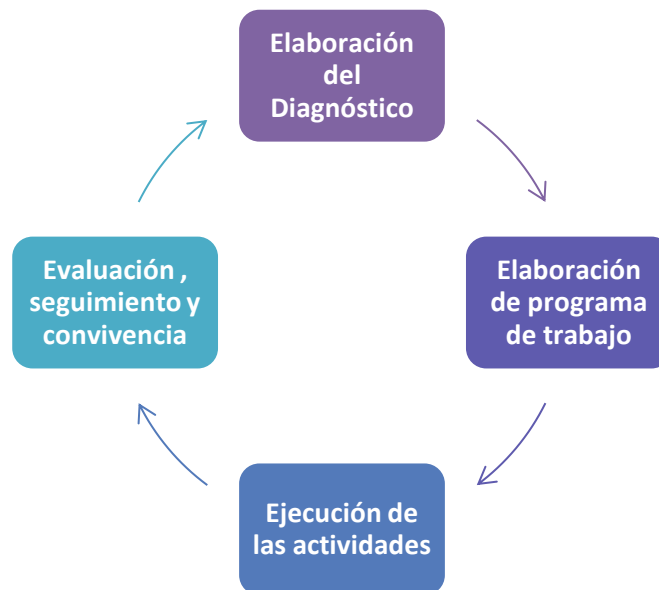 Elaboración
del
Diagnóstico
Elaboración
de programa
de trabajo
Ejecución de
las actividades
Evaluación ,
seguimiento y
convivencia